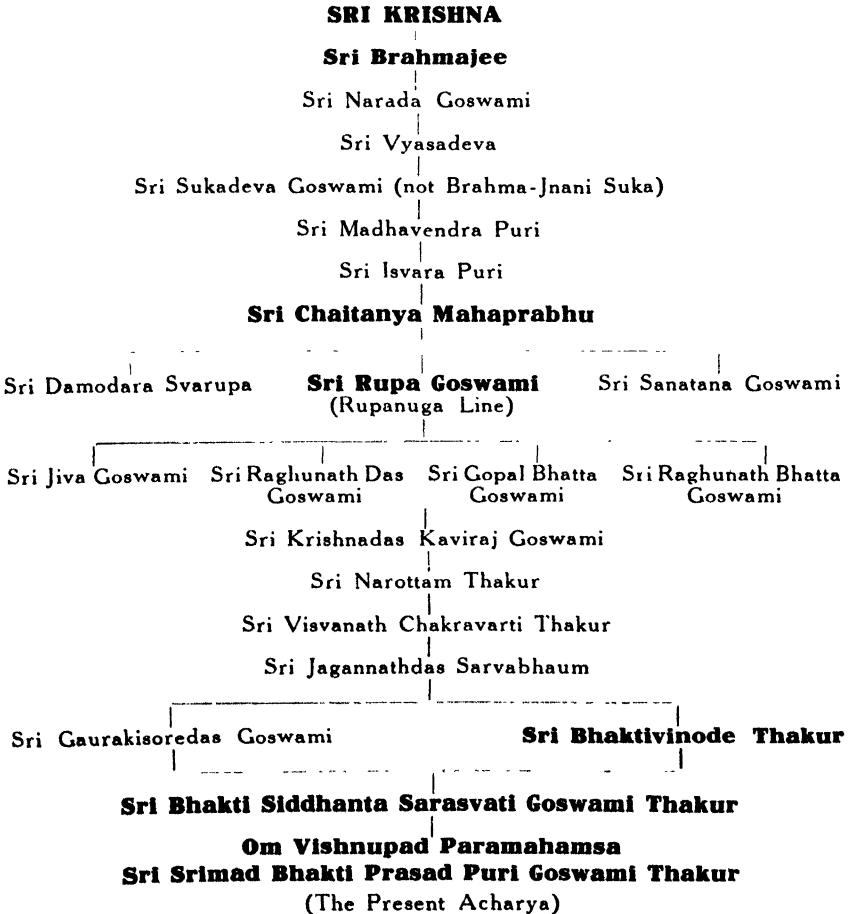 SRI KRISHNA
Sri Brahmajee
Sri Narada Goswami
Sri Vyasadeva
Sri Sukadeva Goswami (not Brahma-Jnani Suka)
Sri Madhavendra Puri
Sri Isvara Puri
Sri Chaitanya Mahaprabhu
Sri Damodara Svarupa Sri Rupa Goswami Sri Sanatana Goswami
(Rupanuga Line)
Sri Jiva Goswami Sri Raghunath Das Sri Gopal Bhatta Sri Raghunath Bhatta
Goswami Goswami Goswami
Sri Krishnadas Kaviraj Goswami
Sri Narottam Thakur
Sri Visvanath Chakravarti Thakur
Sri Jagannathdas Sarvabhaum
Sri Gaurakisoredas Goswami Sri Bhaktivinode Thakur
Sri Bhakti Siddhanta Sarasvati Goswami Thakur
Om Vishnupad Paramahamsa
Sri Srimad Bhakti Prasad Puri Goswami Thakur
(The Present Acharya)